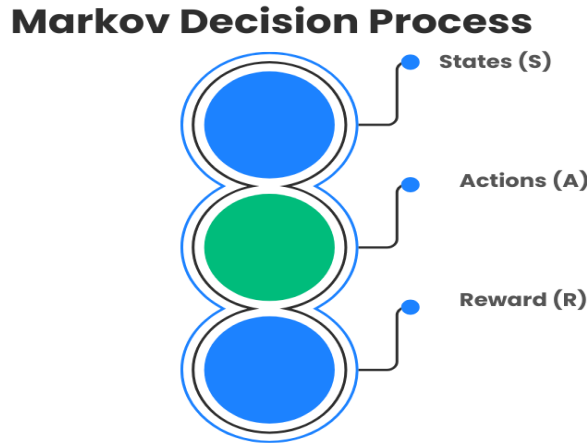 Markov Decision Process
States (S)
Actions (A)
Reward (R)